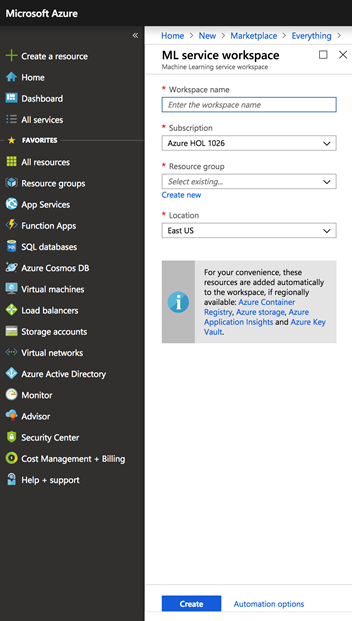 Microsoft Azure
«
Create a resource
Home
Dashboard
All services
FAVORITES
All resources
Resource groups
App Services
Function Apps
SQL databases
Azure Cosmos DB
Virtual machines
Load balancers
Storage accounts
Virtual networks
Azure Active Directory
Monitor
Advisor
Security Center
Cost Management + Billing
Help + support
Home > New > Marketplace > Everything >
ML service workspace
Machine Learning service workspace
* Workspace name
Enter the workspace name
* Subscription
Azure HOL 1026
* Resource group
Select existing...
Create new
* Location
East US
For your convenience, these
resources are added automatically
to the workspace, if regionally
available: Azure Container
Registry, Azure storage, Azure
Application Insights and Azure Key
Vault.
Create
Automation options